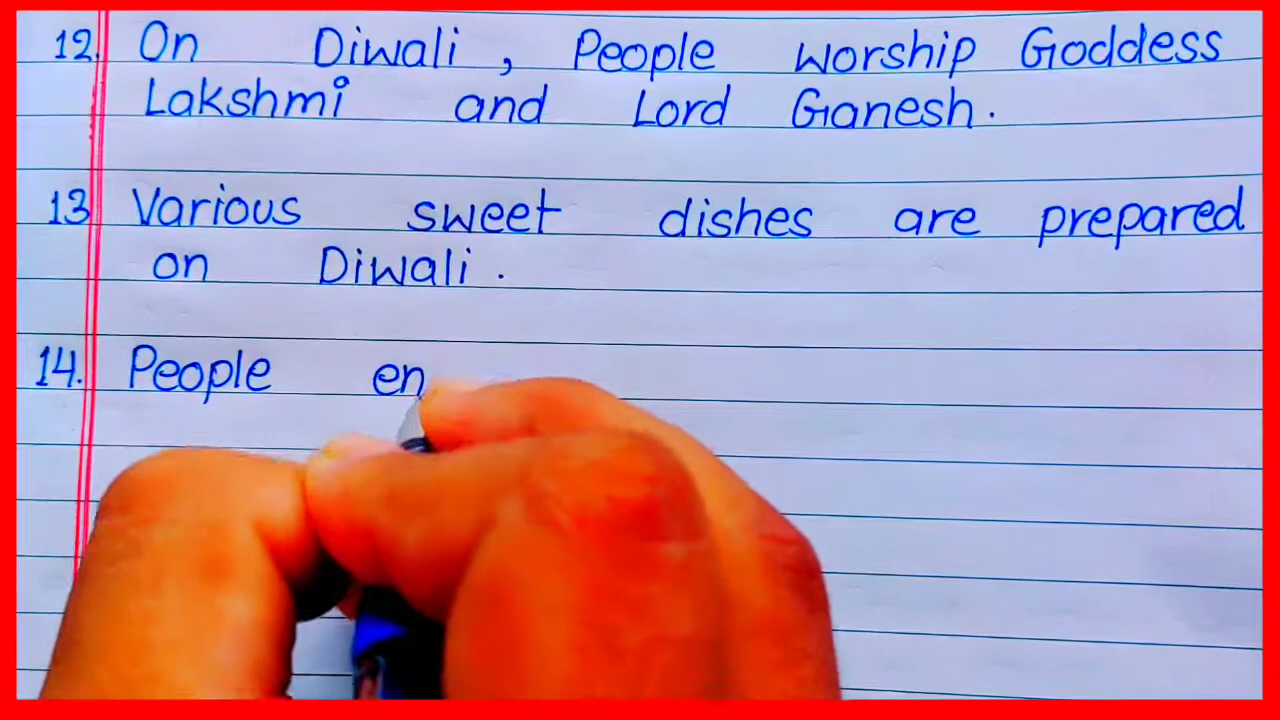 12. On Diwali, People worship Goddess
Lakshmi and Lord Ganesh.
13 Various sweet dishes are prepared
on Diwali.
14. People en